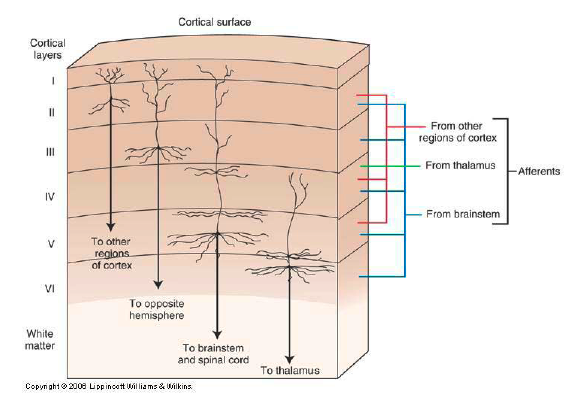 Cortical surface
Cortical
layers
I
II
III
IV
V
VI
White
matter
To other
regions
of cortex
To opposite
hemisphere
To brainstem
and spinal cord
To thalamus
From other
regions of cortex
From thalamus
From brainstem
Afferents
Copyright © 2006 Lippincott Williams & Wilkins.